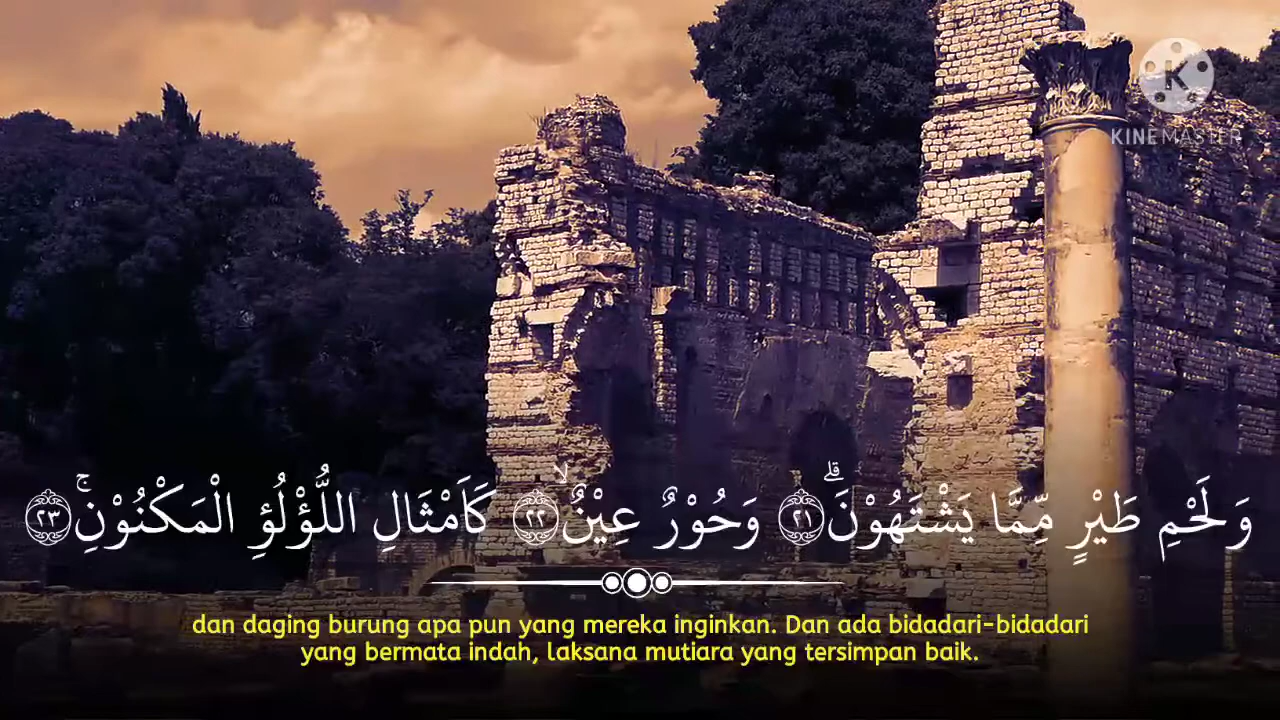 KINEMASTER
وَلَحْمِ طَيْرٍ مِّمَّا يَشْتَهُوْنَۗ ٢١ وَحُوْرٌ عِيْنٌۙ ٢٢ كَاَمْثَالِ اللُّؤْلُؤِ الْمَكْنُوْنِۚ ٢٣
dan daging burung apa pun yang mereka inginkan. Dan ada bidadari-bidadari
yang bermata indah, laksana mutiara yang tersimpan baik.